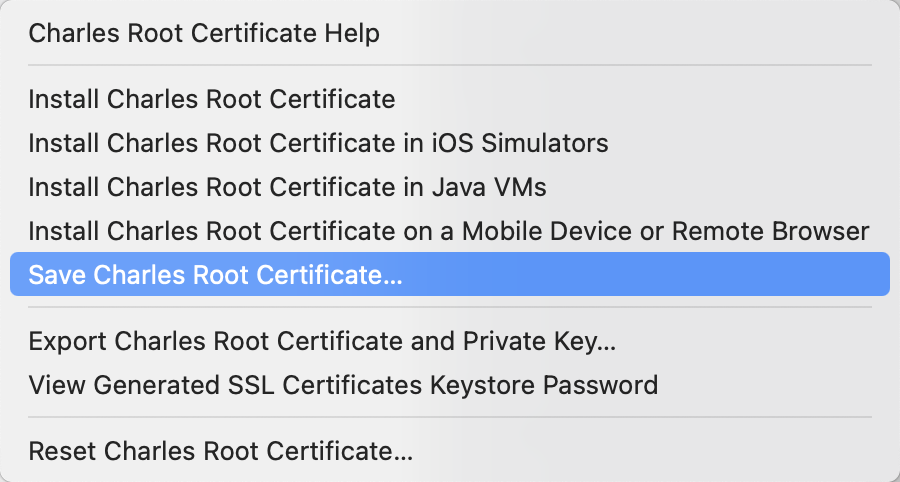 Charles Root Certificate Help
Install Charles Root Certificate
Install Charles Root Certificate in iOS Simulators
Install Charles Root Certificate in Java VMs
Install Charles Root Certificate on a Mobile Device or Remote Browser
Save Charles Root Certificate...
Export Charles Root Certificate and Private Key...
View Generated SSL Certificates Keystore Password
Reset Charles Root Certificate...